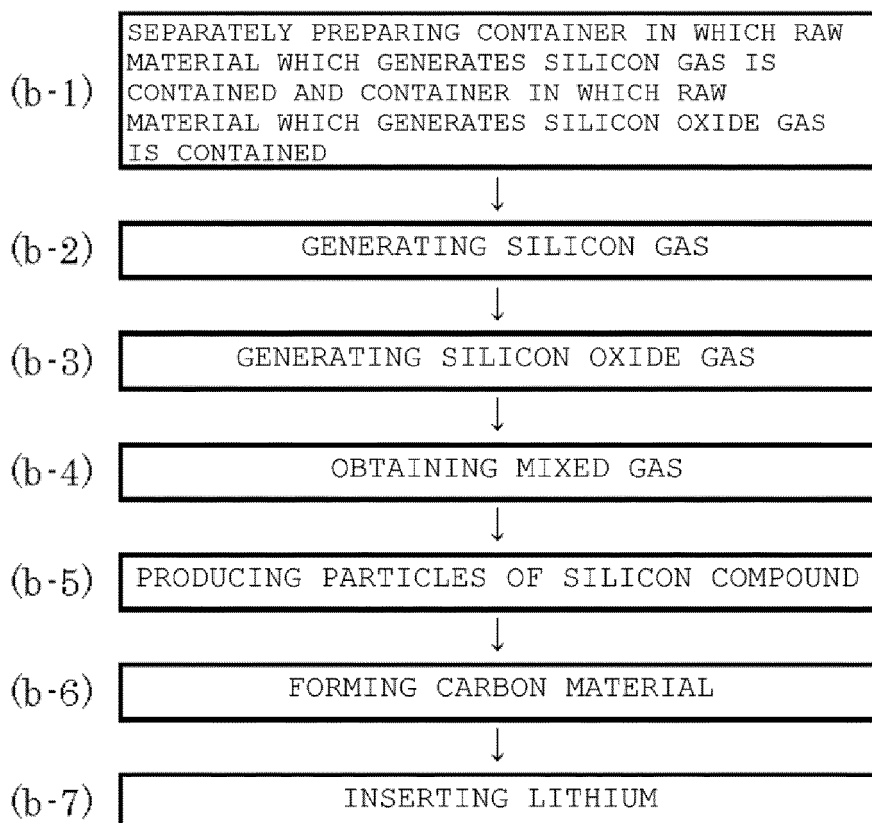 (b-1)
SEPARATELY PREPARING CONTAINER IN WHICH RAW
MATERIAL WHICH GENERATES SILICON GAS IS
CONTAINED AND CONTAINER IN WHICH RAW
MATERIAL WHICH GENERATES SILICON OXIDE GAS
IS CONTAINED
↓
(b-2) GENERATING SILICON GAS
↓
(b-3) GENERATING SILICON OXIDE GAS
↓
(b-4) OBTAINING MIXED GAS
↓
(b-5) PRODUCING PARTICLES OF SILICON COMPOUND
↓
(b-6) FORMING CARBON MATERIAL
↓
(b-7) INSERTING LITHIUM